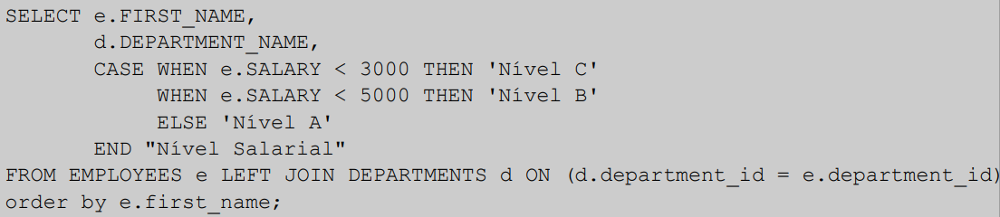 SELECT e.FIRST_NAME,
       d.DEPARTMENT_NAME,
       CASE WHEN e.SALARY < 3000 THEN 'Nível C'
            WHEN e.SALARY < 5000 THEN 'Nível B'
            ELSE 'Nível A'
       END "Nível Salarial"
FROM EMPLOYEES e LEFT JOIN DEPARTMENTS d ON (d.department_id = e.department_id)
order by e.first_name;